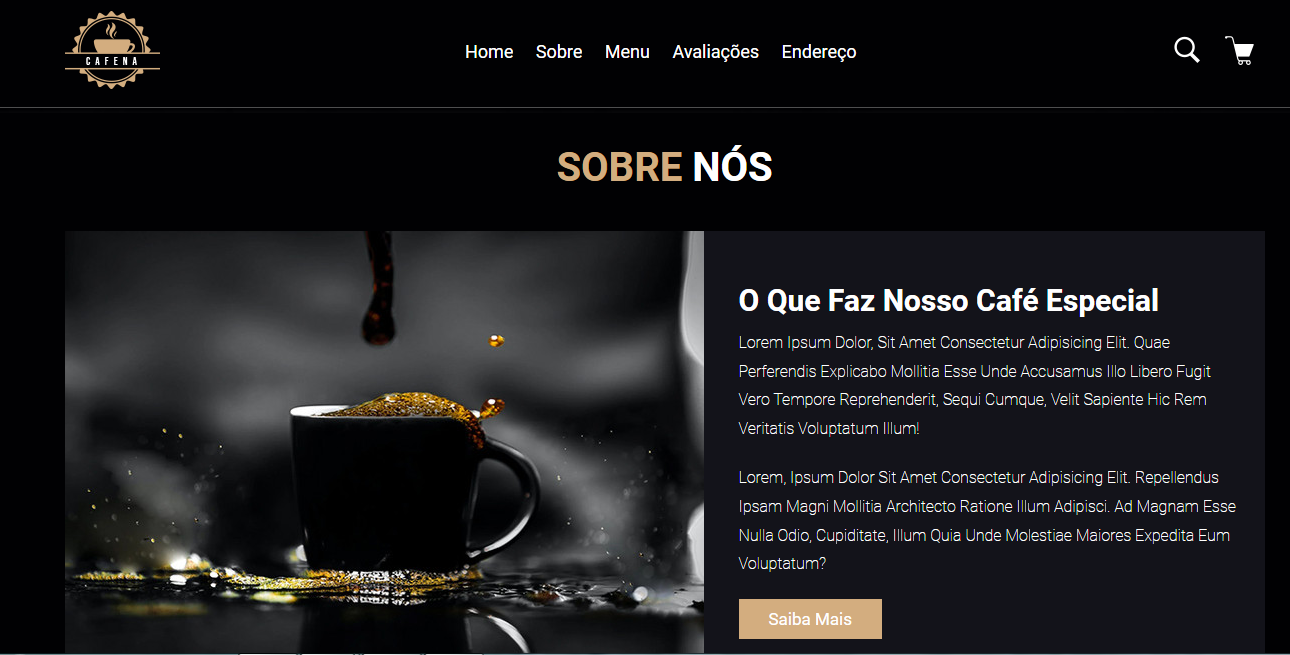 CAFENA
Home Sobre Menu Avaliações Endereço
SOBRE NÓS
O Que Faz Nosso Café Especial
Lorem Ipsum Dolor, Sit Amet Consectetur Adipisicing Elit. Quae
Perferendis Explicabo Mollitia Esse Unde Accusamus Illo Libero Fugit
Vero Tempore Reprehenderit, Sequi Cumque, Velit Sapiente Hic Rem
Veritatis Voluptatum Illum!
Lorem, Ipsum Dolor Sit Amet Consectetur Adipisicing Elit. Repellendus
Ipsam Magni Mollitia Architecto Ratione Illum Adipisci. Ad Magnam Esse
Nulla Odio, Cupiditate, Illum Quia Unde Molestiae Maiores Expedita Eum
Voluptatum?
Saiba Mais